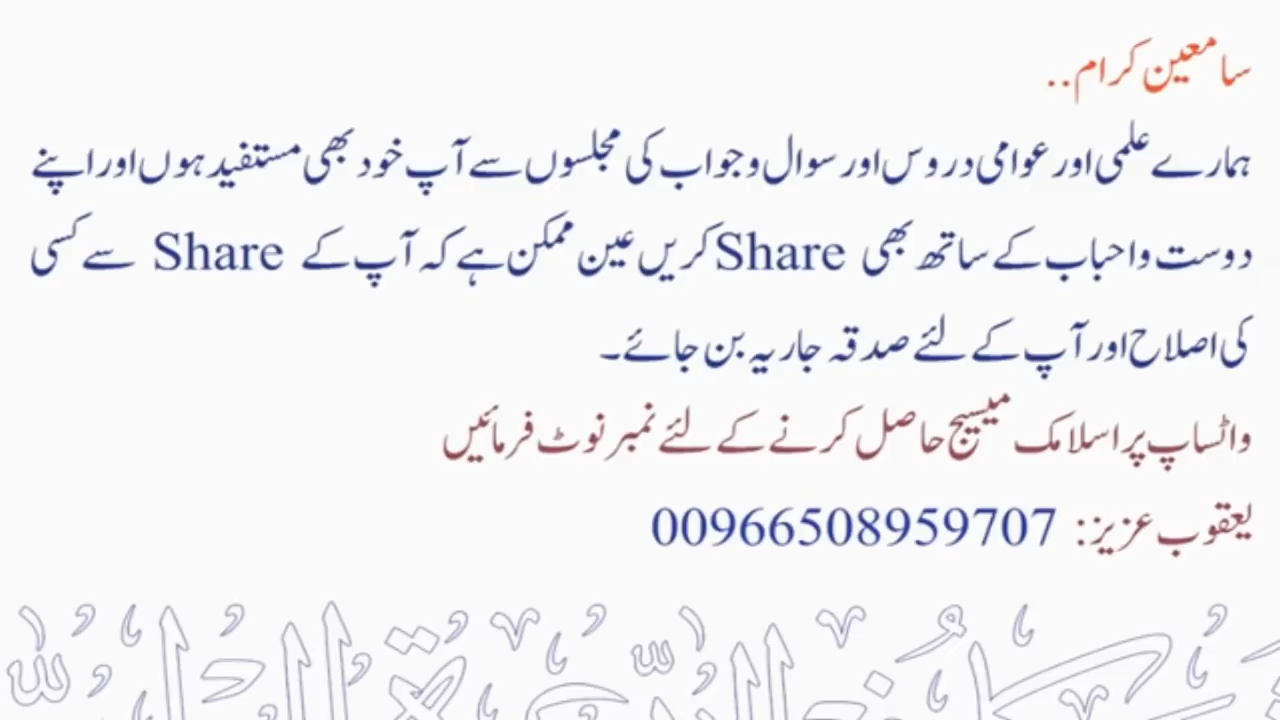 سامعین کرام..
ہمارے علمی اور عوامی دروس اور سوال وجواب کی مجلسوں سے آپ خود بھی مستفید ہوں اور اپنے
دوست واحباب کے ساتھ بھی Share کریں عین ممکن ہے کہ آپ کے Share سے کسی
کی اصلاح اور آپ کے لئے صدقہ جاریہ بن جائے۔
واٹساپ پر اسلامک میسیج حاصل کرنے کے لئے نمبر نوٹ فرمائیں
یعقوب عزیز: 00966508959707